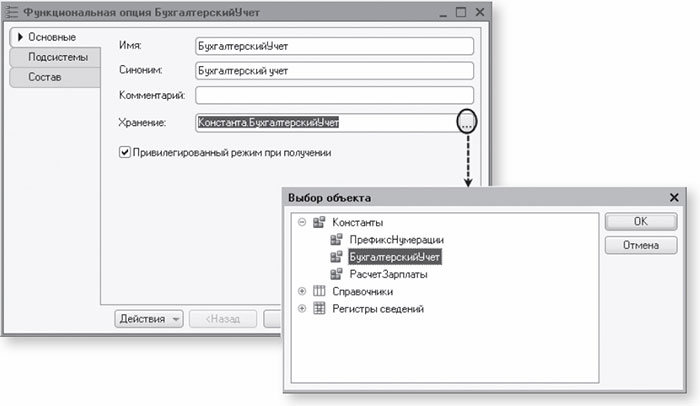 Функциональная опция БухгалтерскийУчет
Основные
Подсистемы
Состав
Имя: БухгалтерскийУчет
Синоним: Бухгалтерский учет
Комментарий:
Хранение: Константа.БухгалтерскийУчет ...
Привилегированный режим при получении
Действия <Назад
Выбор объекта
Константы
ПрефиксНумерации
БухгалтерскийУчет
РасчетЗарплаты
Справочники
Регистры сведений
OK
Отмена